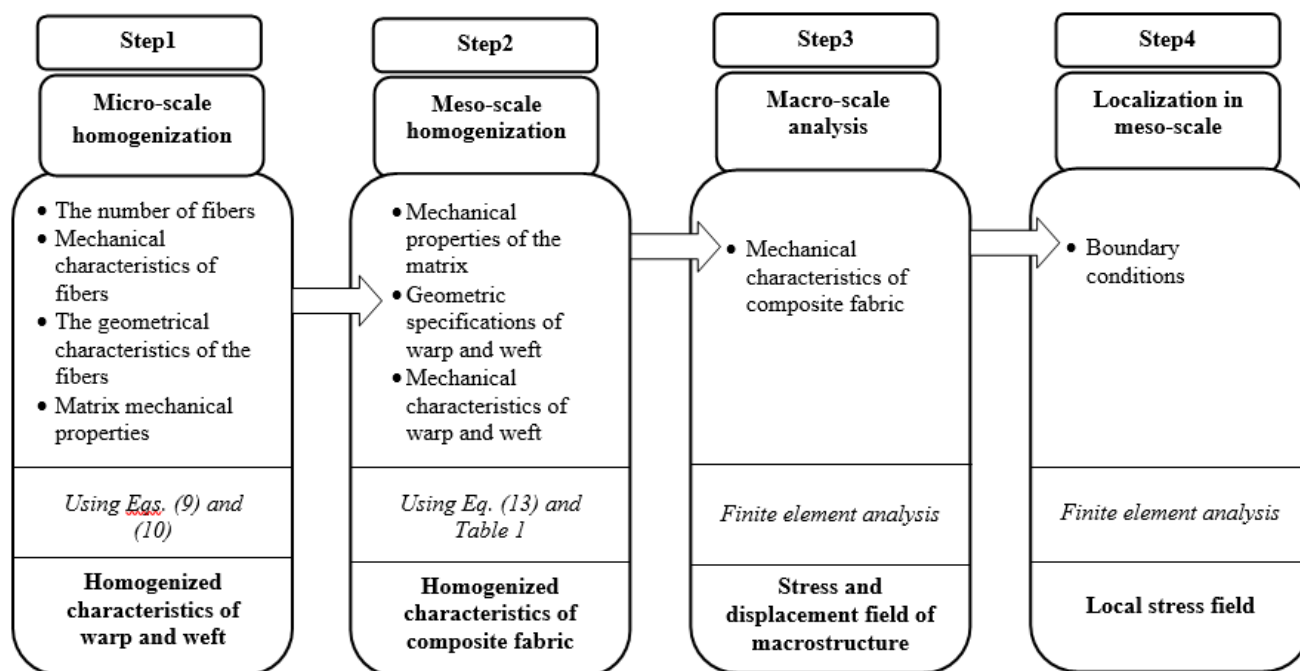 Step1
Micro-scale
homogenization
• The number of fibers
• Mechanical
characteristics of
fibers
• The geometrical
characteristics of the
fibers
• Matrix mechanical
properties
Using Eqs. (9) and
(10)
Homogenized
characteristics of
warp and weft
Step2
Meso-scale
homogenization
• Mechanical
properties of the
matrix
• Geometric
specifications of
warp and weft
• Mechanical
characteristics of
warp and weft
Using Eq. (13) and
Table 1
Homogenized
characteristics of
composite fabric
Step3
Macro-scale
analysis
• Mechanical
characteristics of
composite fabric
Finite element analysis
Stress and
displacement field of
macrostructure
Step4
Localization in
meso-scale
• Boundary
conditions
Finite element analysis
Local stress field